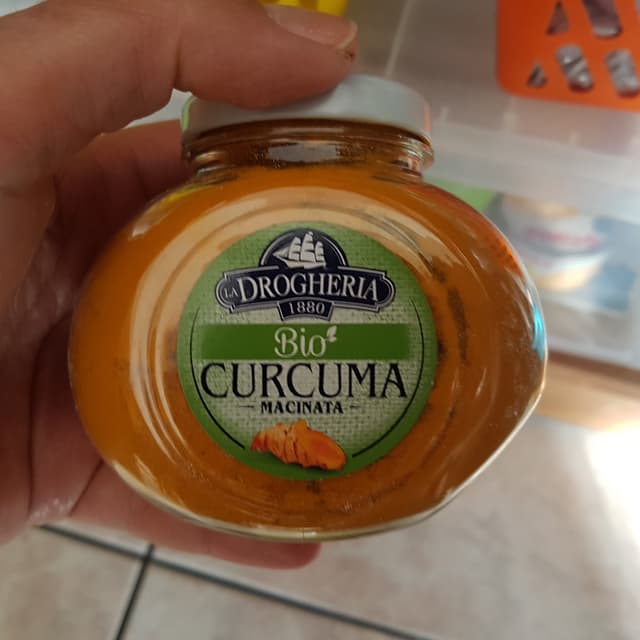 LA DROGHERIA
1880
Bio
CURCUMA
MACINATA